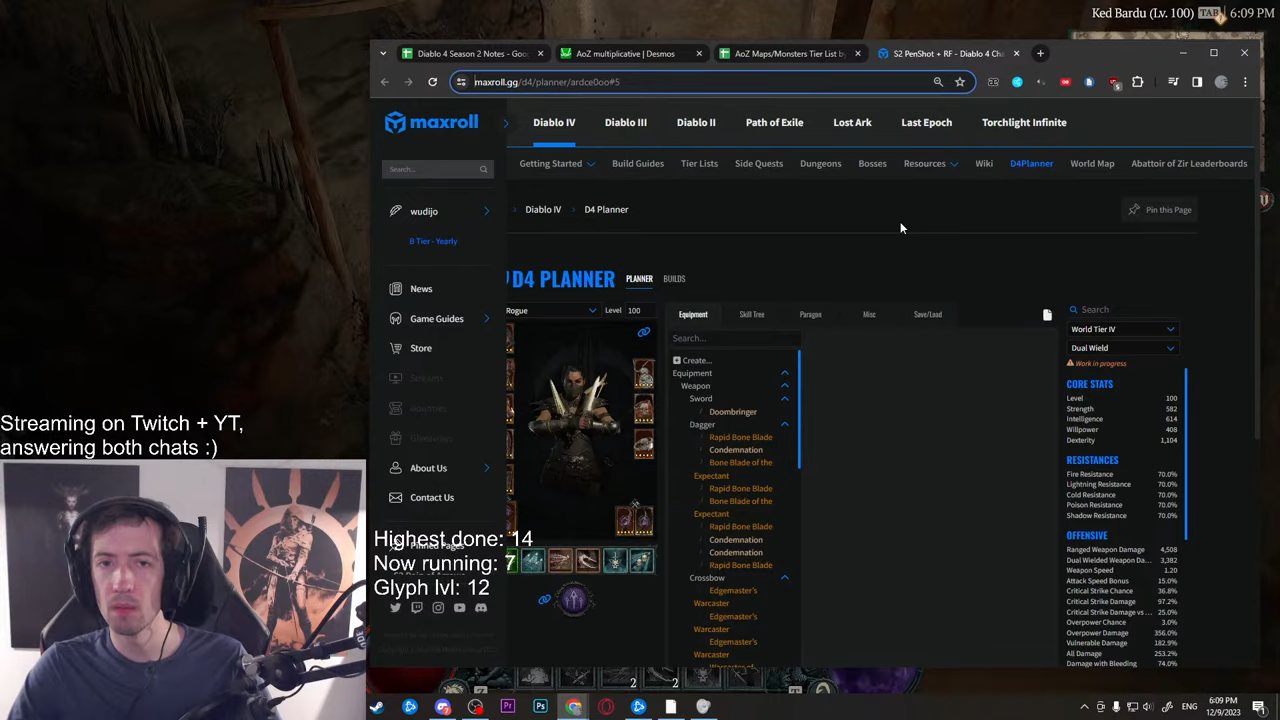 Ked Bardu (Lv. 100) TAB 6:09 PM
Diablo 4 Season 2 Notes - Goo
AoZ multiplicative | Desmos
AoZ Maps/Monsters Tier List by
S2 PenShot + RF - Diablo 4
maxroll.gg/d4/planner/ardce0oo#5
maxroll
Diablo IV
Diablo III
Diablo II
Path of Exile
Lost Ark
Last Epoch
Torchlight Infinite
Getting Started
Build Guides
Tier Lists
Side Quests
Dungeons
Bosses
Resources
Wiki
D4Planner
World Map
Abattoir of Zir Leaderboards
Search...
wudijo
B Tier - Yearly
News
Game Guides
Store
Streams
Bounties
Giveaways
About Us
Contact Us
Pinned Pages
Diablo IV
D4 Planner
Pin this Page
D4 PLANNER
PLANNER
BUILDS
Rogue
Level 100
Equipment
Skill Tree
Paragon
Misc
Save/Load
Search...
Create...
Equipment
Weapon
Sword
Doombringer
Dagger
Rapid Bone Blade
Condemnation
Bone Blade of the
Expectant
Rapid Bone Blade
Bone Blade of the
Expectant
Rapid Bone Blade
Condemnation
Condemnation
Rapid Bone Blade
Crossbow
Edgemaster's
Warcaster
Edgemaster's
Warcaster
Edgemaster's
Warcaster
Warcaster of
Search
World Tier IV
Dual Wield
Work in progress
CORE STATS
Level 100
Strength 582
Intelligence 614
Willpower 408
Dexterity 1,104
RESISTANCES
Fire Resistance 70.0%
Lightning Resistance 70.0%
Cold Resistance 70.0%
Poison Resistance 70.0%
Shadow Resistance 70.0%
OFFENSIVE
Ranged Weapon Damage 4,508
Dual Wielded Weapon Da... 3,382
Weapon Speed 1.20
Attack Speed Bonus 15.0%
Critical Strike Chance 36.8%
Critical Strike Damage 97.2%
Critical Strike Damage vs ... 25.0%
Overpower Chance 3.0%
Overpower Damage 356.0%
Vulnerable Damage 182.9%
All Damage 253.2%
Damage with Bleeding 74.0%
Streaming on Twitch + YT,
answering both chats :)
Highest done: 14
Now running: 7
Glyph lvl: 12
2 2
6:09 PM
12/9/2023